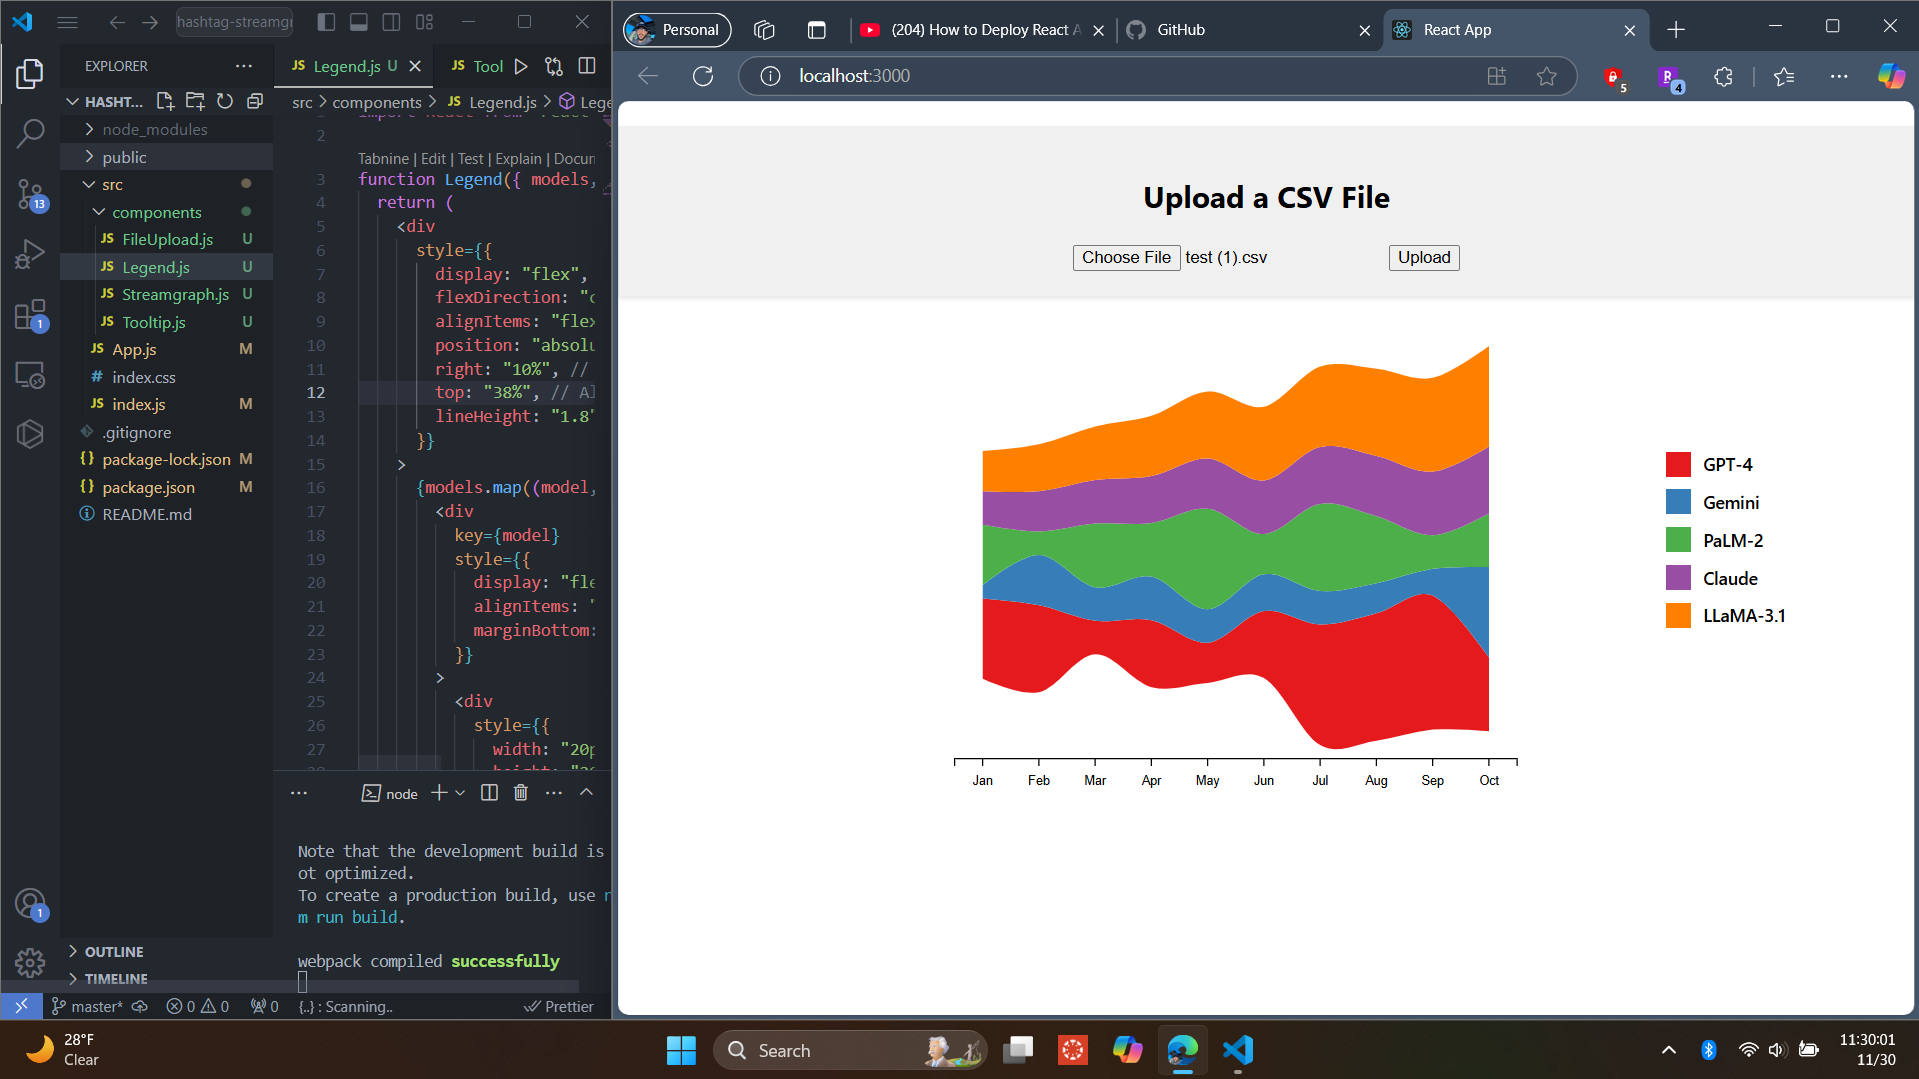 hashtag-streamgr
EXPLORER
HASHT...
node_modules
public
src
components
JS FileUpload.js U
JS Legend.js U
JS Streamgraph.js U
JS Tooltip.js U
JS App.js M
# index.css
JS index.js M
.gitignore
{} package-lock.json M
{} package.json M
README.md
OUTLINE
TIMELINE
13
1
1
JS Legend.js U
JS Tool
src > components > JS Legend.js > Lege
2
Tabnine | Edit | Test | Explain | Docun
3 function Legend({ models,
4 return (
5 <div
6 style={{
7 display: "flex",
8 flexDirection: "c
9 alignItems: "flex
10 position: "absolu
11 right: "10%", //
12 top: "38%", // Al
13 lineHeight: "1.8"
14 }}
15 >
16 {models.map((model,
17 <div
18 key={model}
19 style={{
20 display: "fle
21 alignItems: "
22 marginBottom:
23 }}
24 >
25 <div
26 style={{
27 width: "20p
node
Note that the development build is
ot optimized.
To create a production build, use n
m run build.
webpack compiled successfully
master*
0 0
0
{..} : Scanning..
Prettier
Personal
(204) How to Deploy React A
GitHub
React App
localhost:3000
5
4
Upload a CSV File
Choose File test (1).csv
Upload
GPT-4
Gemini
PaLM-2
Claude
LLaMA-3.1
Jan Feb Mar Apr May Jun Jul Aug Sep Oct
28°F
Clear
Search
11:30:01
11/30